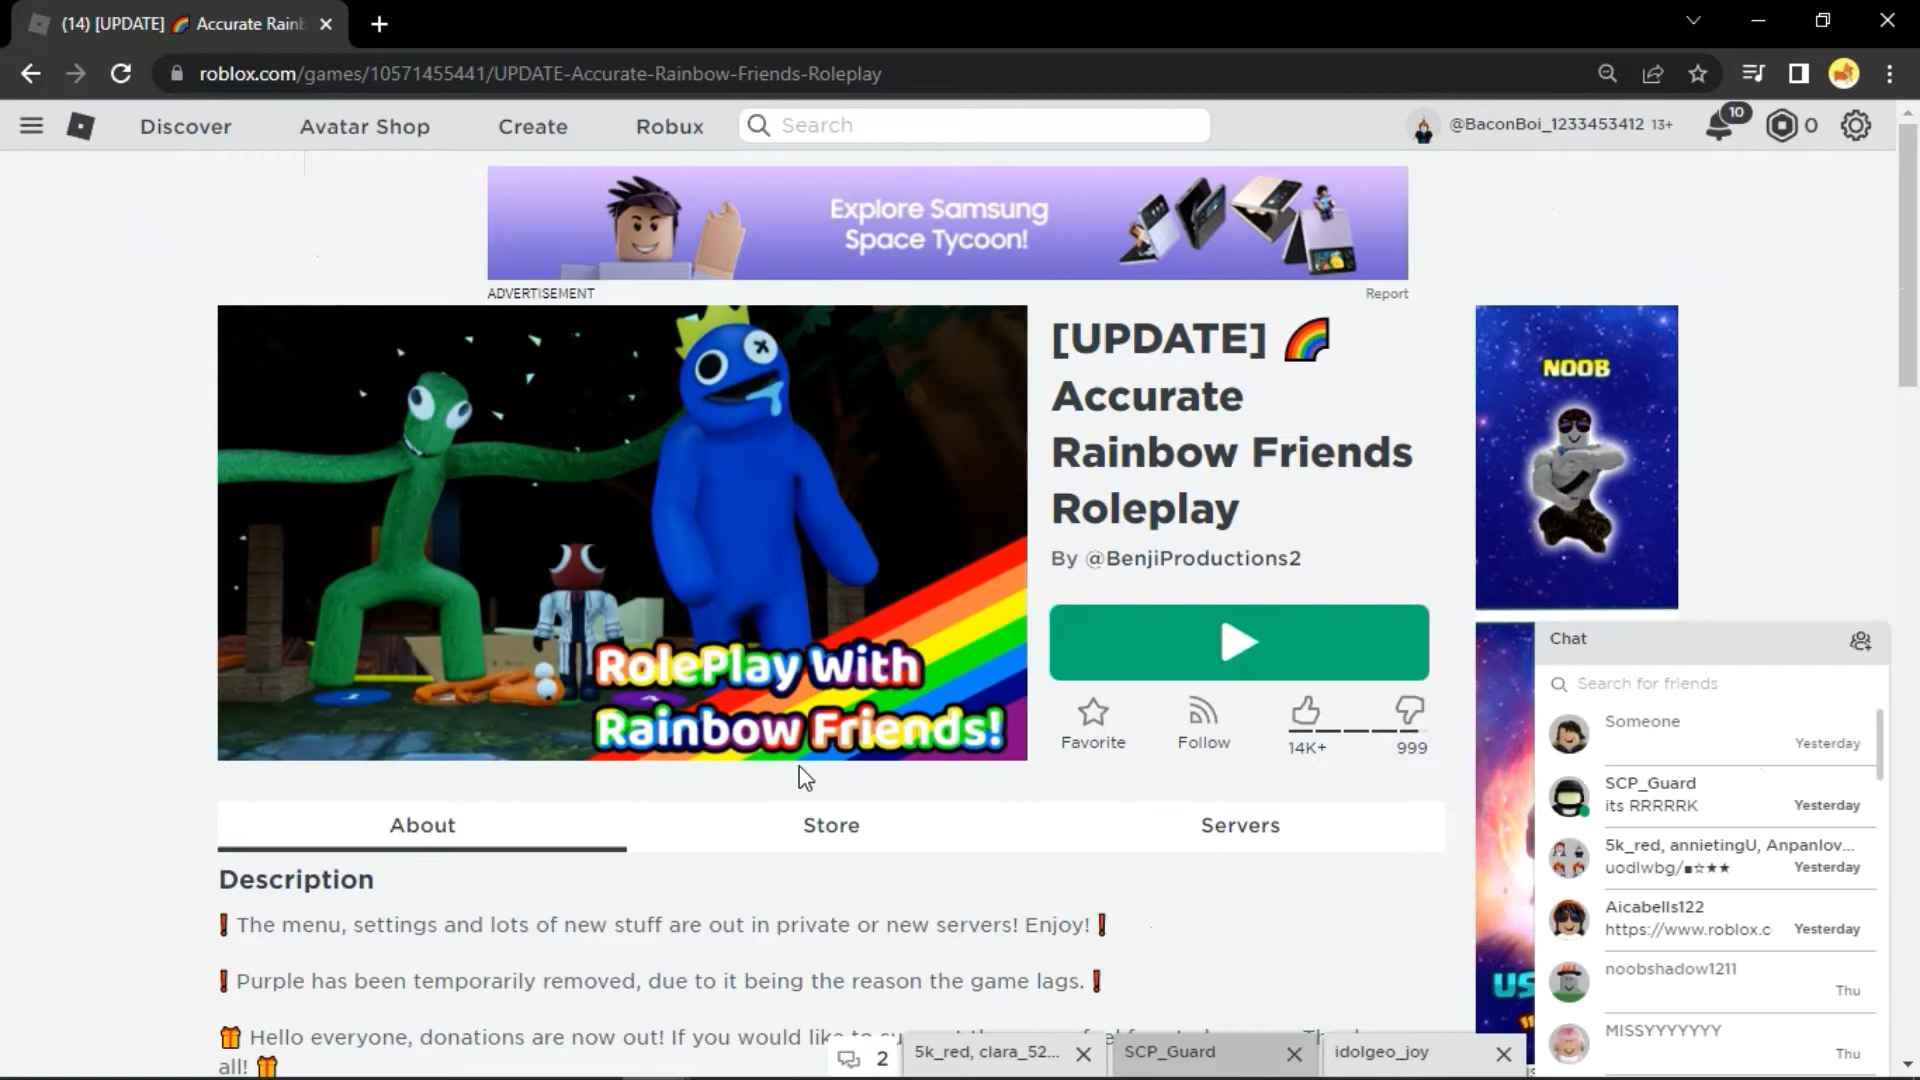 (14) [UPDATE] 🌈 Accurate Rainb
roblox.com/games/10571455441/UPDATE-Accurate-Rainbow-Friends-Roleplay
Discover
Avatar Shop
Create
Robux
Search
@BaconBoi_1233453412 13+
10
0
Explore Samsung
Space Tycoon!
ADVERTISEMENT
Report
RolePlay With
Rainbow Friends!
[UPDATE] 🌈
Accurate
Rainbow Friends
Roleplay
By @BenjiProductions2
Favorite
Follow
14K+
999
NOOB
US
About
Store
Servers
Description
❗ The menu, settings and lots of new stuff are out in private or new servers! Enjoy! ❗
❗ Purple has been temporarily removed, due to it being the reason the game lags. ❗
🎁 Hello everyone, donations are now out! If you would like to
all! 🎁
Chat
Search for friends
Someone
Yesterday
SCP_Guard
its RRRRRK
Yesterday
5k_red, annietingU, Anpanlov...
uodlwbg/■☆★★
Yesterday
Aicabells122
https://www.roblox.c
Yesterday
noobshadow1211
Thu
MISSYYYYYYY
Thu
2
5k_red, clara_52...
SCP_Guard
idolgeo_joy